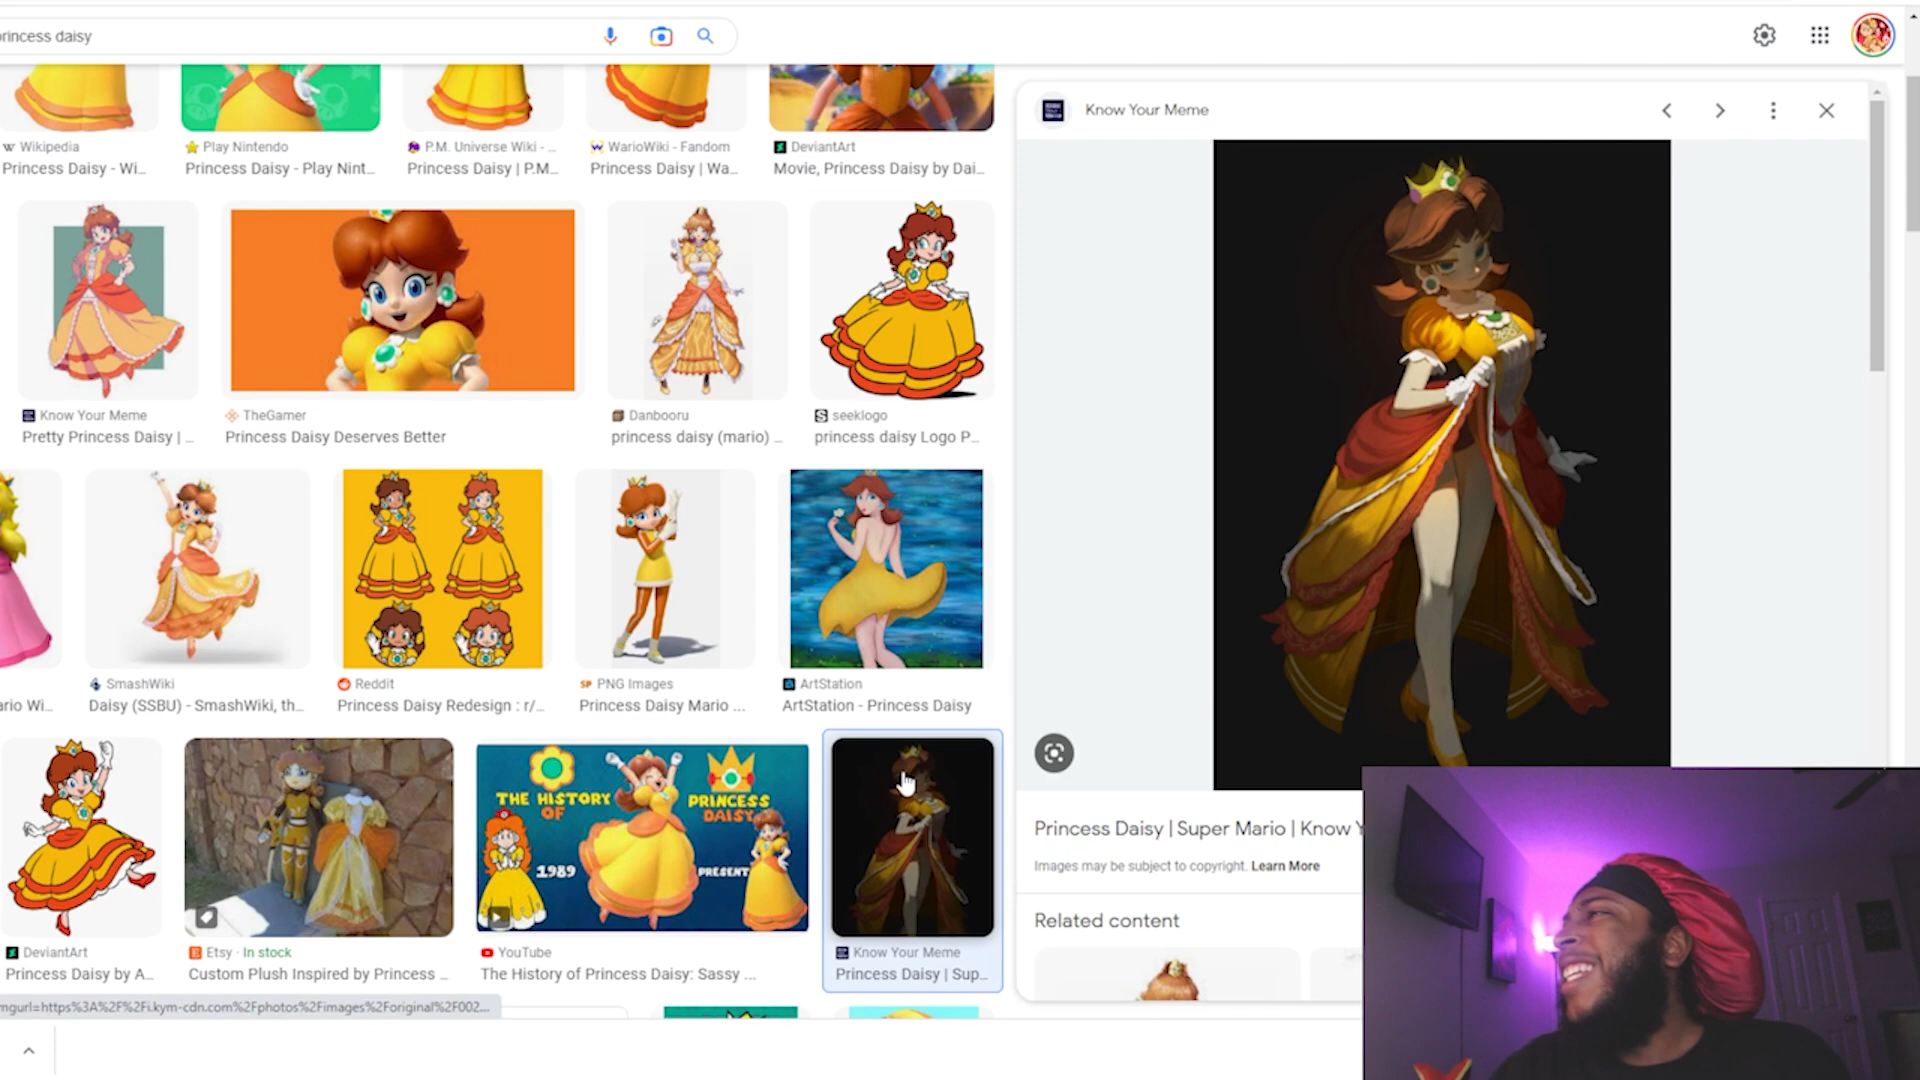 princess daisy
Know Your Meme
Wikipedia
Princess Daisy - Wi...
Play Nintendo
Princess Daisy - Play Nint...
P.M. Universe Wiki - ...
Princess Daisy | P.M...
WarioWiki - Fandom
Princess Daisy | Wa...
DeviantArt
Movie, Princess Daisy by Dai...
Know Your Meme
Pretty Princess Daisy | ...
TheGamer
Princess Daisy Deserves Better
Danbooru
princess daisy (mario) ...
seeklogo
princess daisy Logo P...
ario Wi...
SmashWiki
Daisy (SSBU) - SmashWiki, th...
Reddit
Princess Daisy Redesign : r/...
SP PNG Images
Princess Daisy Mario ...
ArtStation
ArtStation - Princess Daisy
THE HISTORY
OF
PRINCESS
DAISY
1989
PRESENT
DeviantArt
Princess Daisy by A...
Etsy · In stock
Custom Plush Inspired by Princess ...
YouTube
The History of Princess Daisy: Sassy ...
Know Your Meme
Princess Daisy | Sup...
Princess Daisy | Super Mario | Know Y
Images may be subject to copyright. Learn More
Related content
mgurl=https%3A%2F%2Fi.kym-cdn.com%2Fphotos%2Fimages%2Foriginal%2F002...